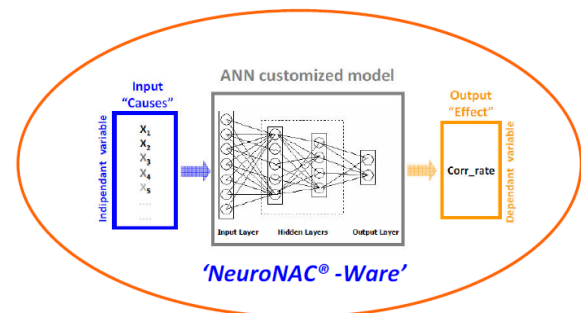 ANN customized model
Input
"Causes"
Indipendant variable
X1
X2
X3
X4
X5
....
....
Input Layer
Hidden Layers
Output Layer
Output
"Effect"
Corr_rate
Dependant variable
'NeuroNAC® -Ware'